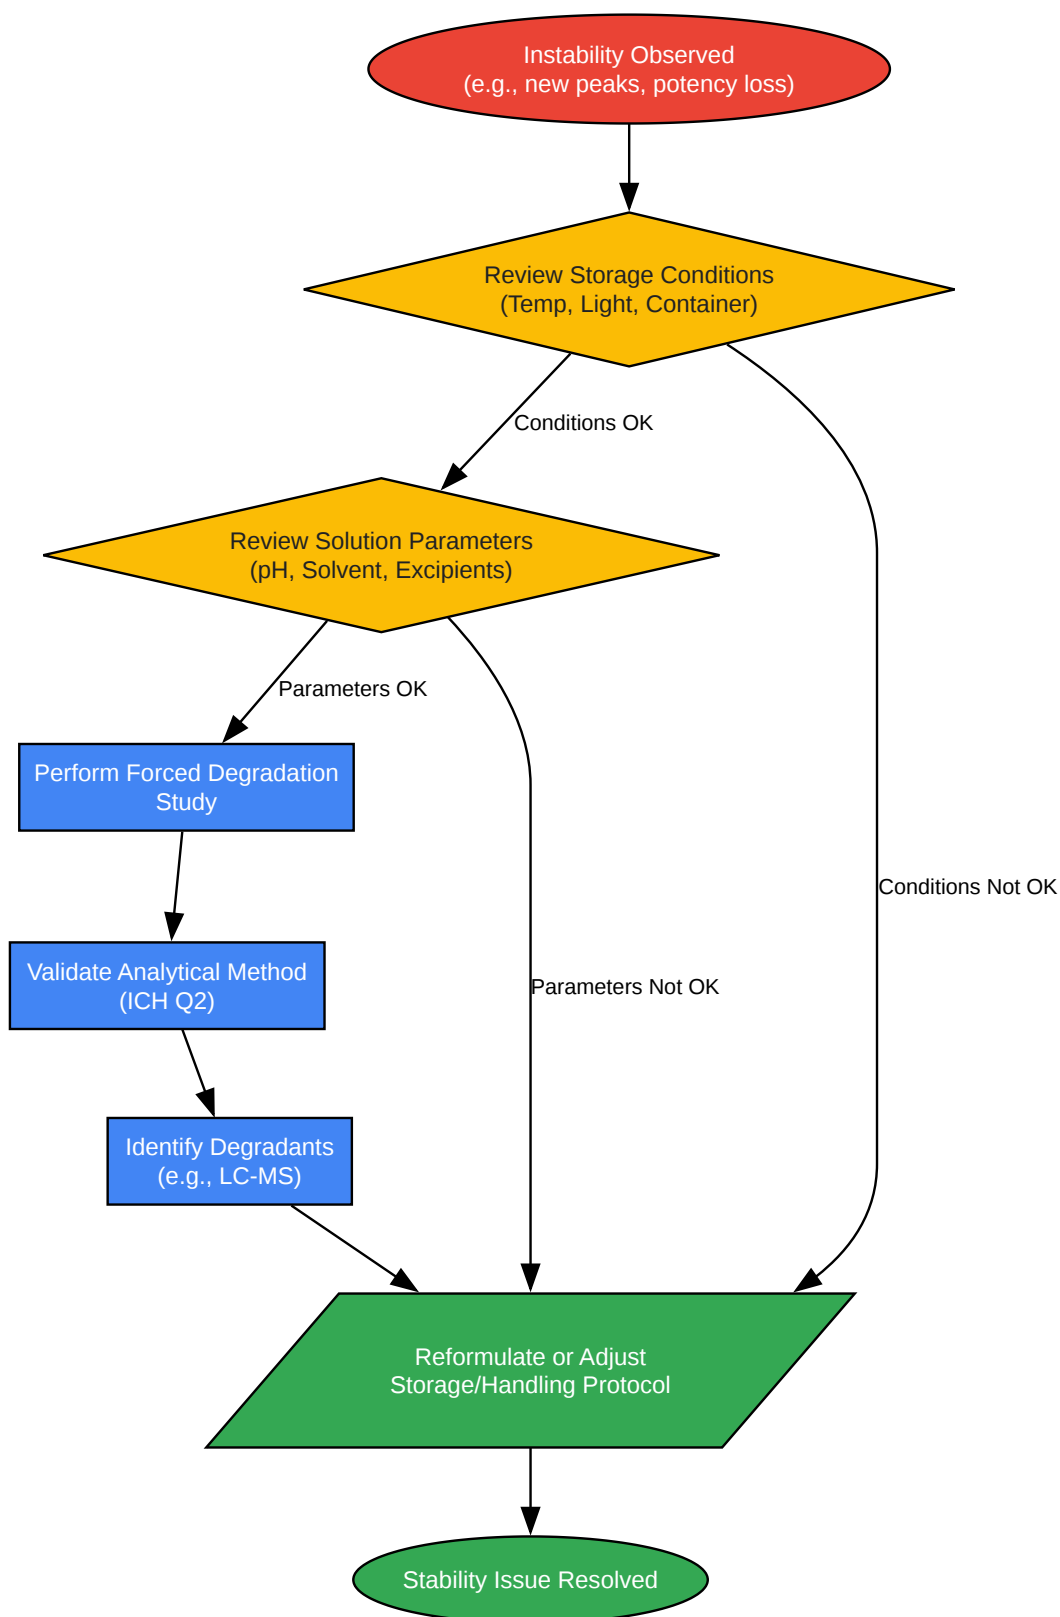 Instability Observed
(e.g., new peaks, potency loss)
Review Storage Conditions
(Temp, Light, Container)
Conditions OK
Review Solution Parameters
(pH, Solvent, Excipients)
Parameters OK
Perform Forced Degradation
Study
Conditions Not OK
Validate Analytical Method
(ICH Q2)
Parameters Not OK
Identify Degradants
(e.g., LC-MS)
Reformulate or Adjust
Storage/Handling Protocol
Stability Issue Resolved